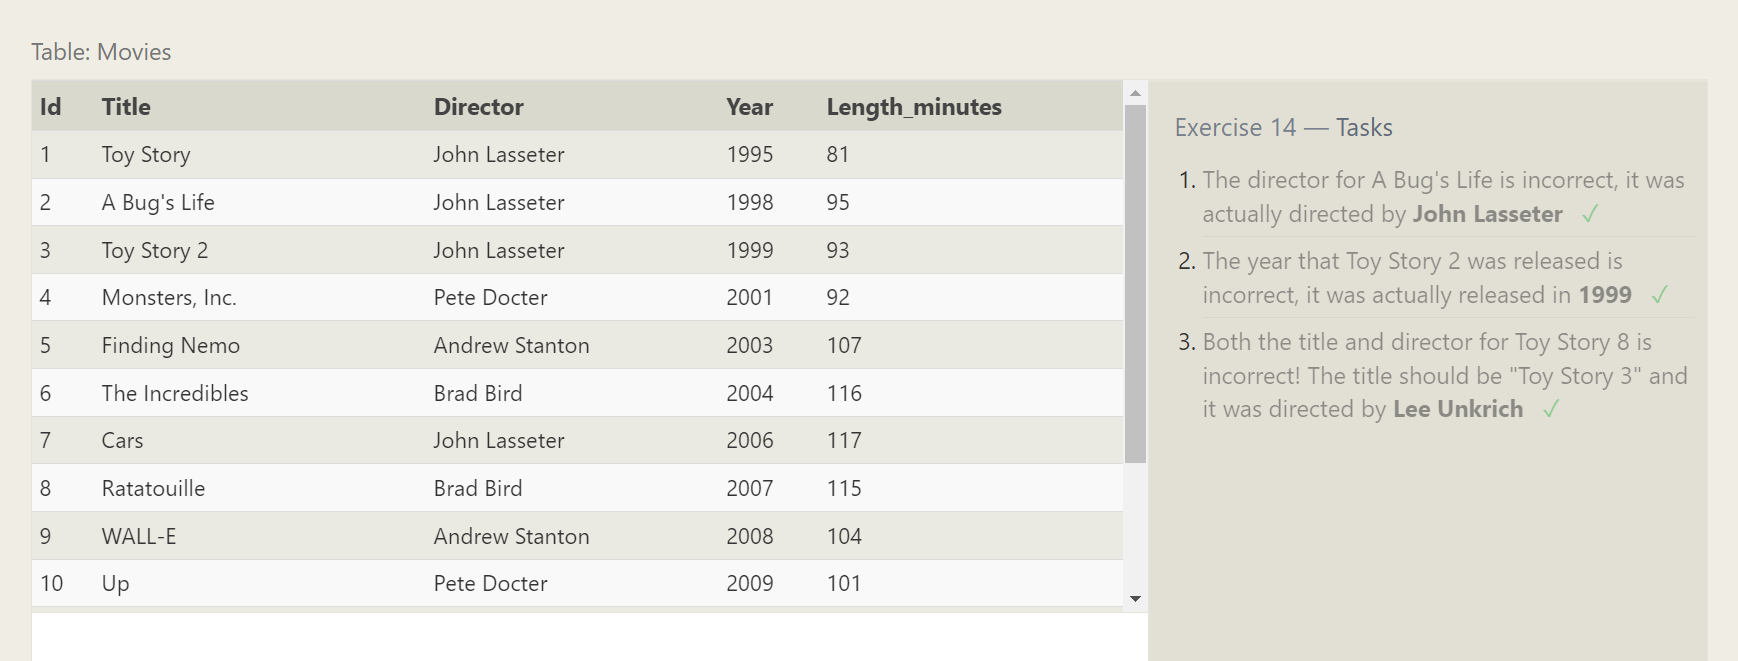 Table: Movies
Id Title Director Year Length_minutes
1 Toy Story John Lasseter 1995 81
2 A Bug's Life John Lasseter 1998 95
3 Toy Story 2 John Lasseter 1999 93
4 Monsters, Inc. Pete Docter 2001 92
5 Finding Nemo Andrew Stanton 2003 107
6 The Incredibles Brad Bird 2004 116
7 Cars John Lasseter 2006 117
8 Ratatouille Brad Bird 2007 115
9 WALL-E Andrew Stanton 2008 104
10 Up Pete Docter 2009 101
Exercise 14 — Tasks
1. The director for A Bug's Life is incorrect, it was
actually directed by John Lasseter ✓
2. The year that Toy Story 2 was released is
incorrect, it was actually released in 1999 ✓
3. Both the title and director for Toy Story 8 is
incorrect! The title should be "Toy Story 3" and
it was directed by Lee Unkrich ✓